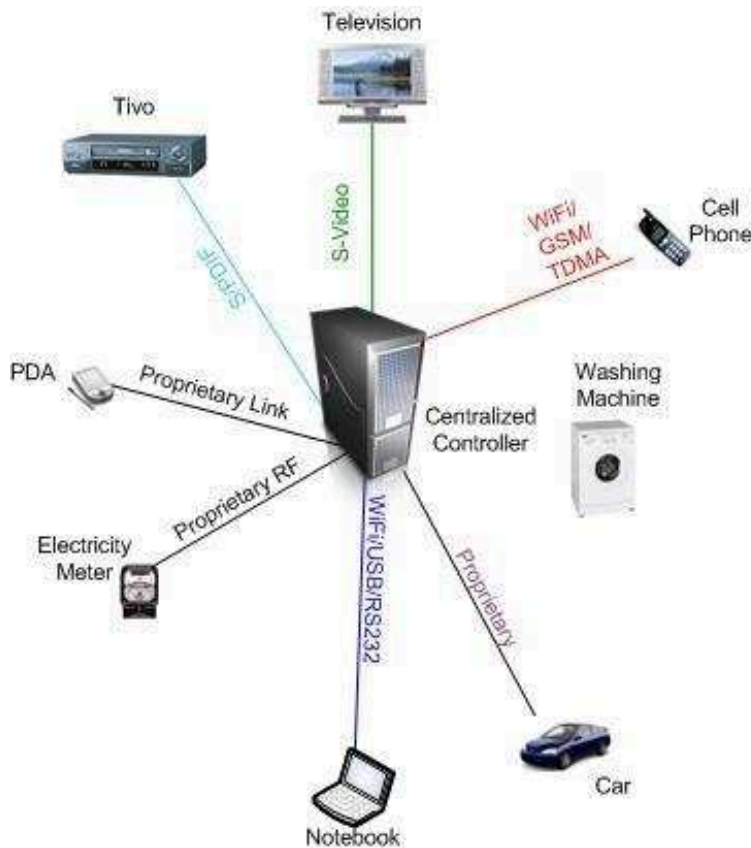 Television
Tivo
S-Video
S/PDIF
WiFi/
GSM/
TDMA
Cell
Phone
PDA
Proprietary Link
Centralized
Controller
Washing
Machine
Proprietary RF
Electricity
Meter
WiFi/USB/RS232
Proprietary
Car
Notebook